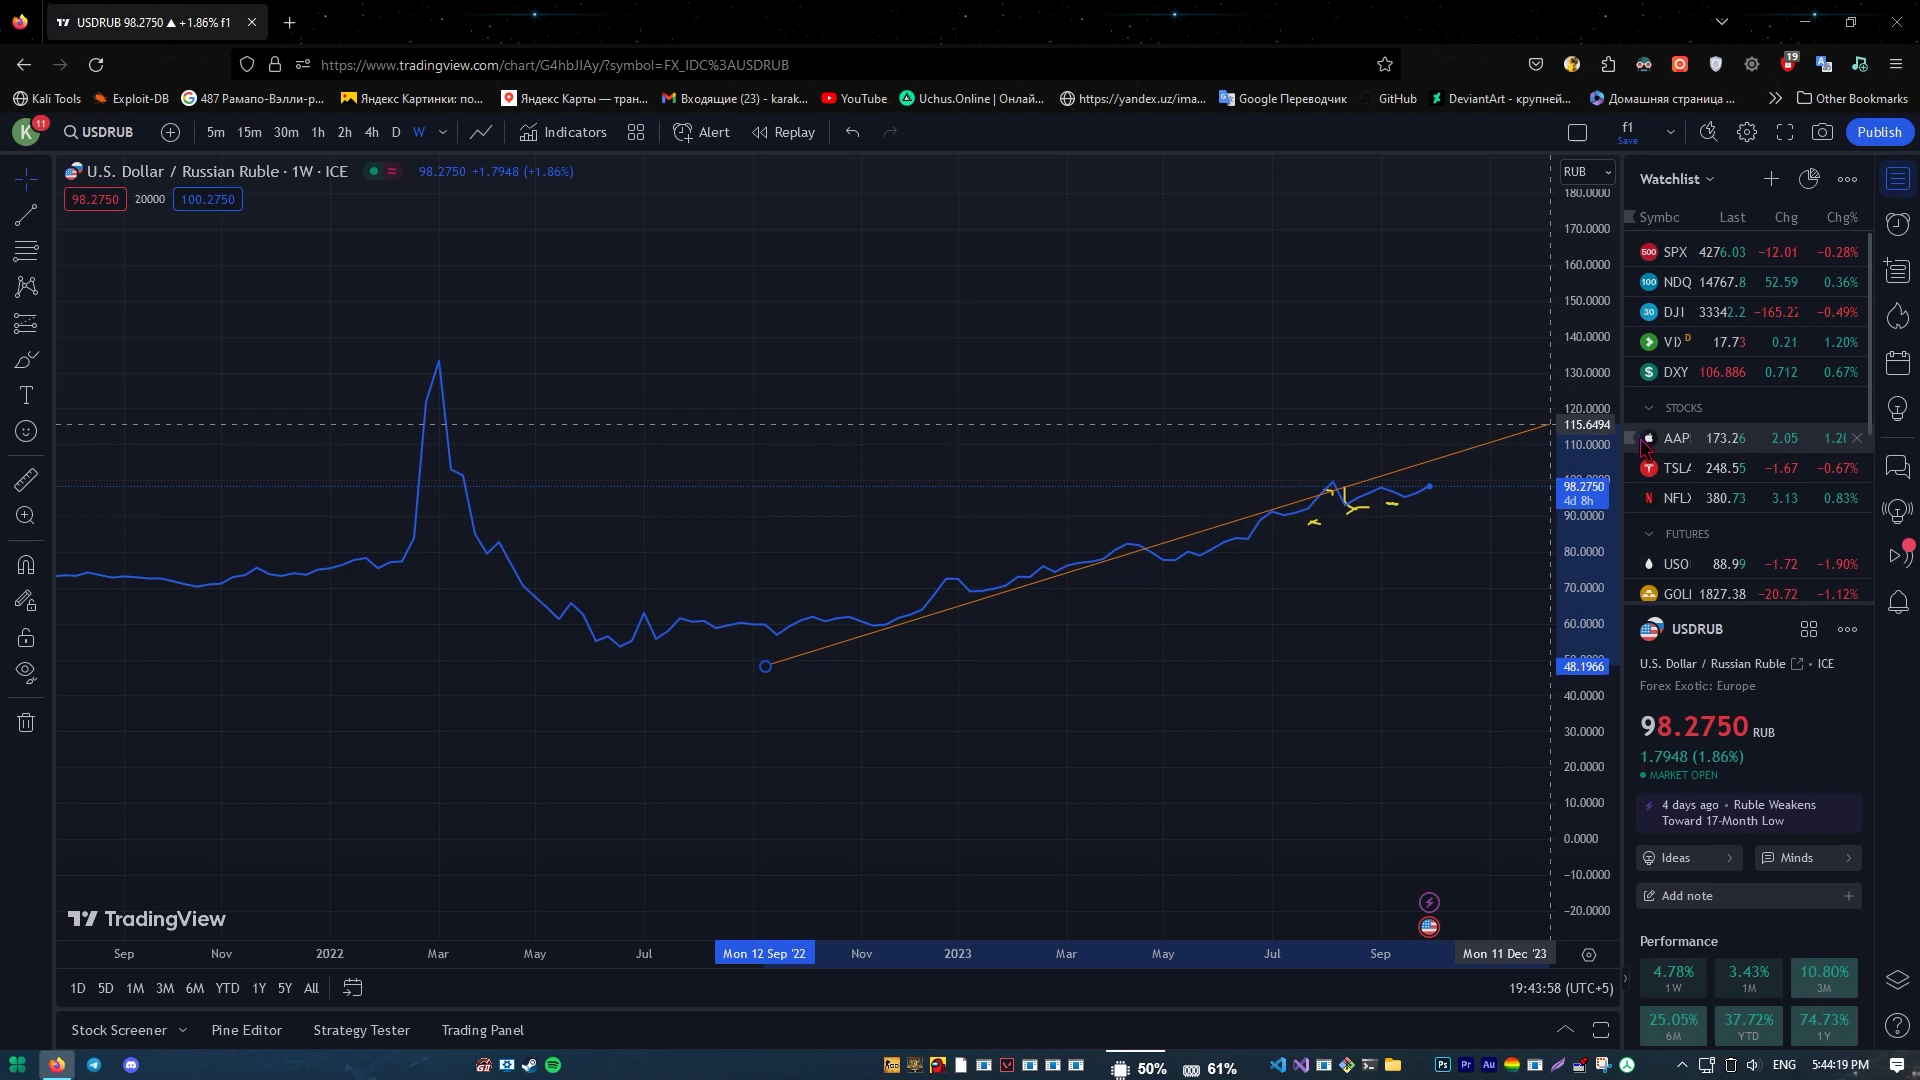 USDRUB 98.2750 ▲ +1.86% f1
https://www.tradingview.com/chart/G4hbJIAy/?symbol=FX_IDC%3AUSDRUB
19
Kali Tools Exploit-DB 487 Рамапо-Вэлли-р... Яндекс Картинки: по... Яндекс Карты — тран... Входящие (23) - karak... YouTube Uchus.Online | Онлай... https://yandex.uz/ima... Google Переводчик GitHub DeviantArt - крупней... Домашняя страница ... Other Bookmarks
K 11 USDRUB 5m 15m 30m 1h 2h 4h D W Indicators Alert Replay f1 Save Publish
U.S. Dollar / Russian Ruble · 1W · ICE 98.2750 +1.7948 (+1.86%)
98.2750 20000 100.2750
RUB
180.0000
170.0000
160.0000
150.0000
140.0000
130.0000
120.0000
115.6494
110.0000
98.2750
4d 8h
90.0000
80.0000
70.0000
60.0000
48.1966
40.0000
30.0000
20.0000
10.0000
0.0000
−10.0000
−20.0000
TradingView
Sep Nov 2022 Mar May Jul Mon 12 Sep '22 Nov 2023 Mar May Jul Sep Mon 11 Dec '23
1D 5D 1M 3M 6M YTD 1Y 5Y All 19:43:58 (UTC+5)
Stock Screener Pine Editor Strategy Tester Trading Panel
Watchlist
Symbc Last Chg Chg%
500 SPX 4276.03 −12.01 −0.28%
100 NDQ 14767.8 52.59 0.36%
30 DJI 33342.2 −165.22 −0.49%
VIX D 17.73 0.21 1.20%
DXY 106.886 0.712 0.67%
STOCKS
AAP 173.26 2.05 1.2
TSLA 248.55 −1.67 −0.67%
NFLX 380.73 3.13 0.83%
FUTURES
USO 88.99 −1.72 −1.90%
GOL 1827.38 −20.72 −1.12%
USDRUB
U.S. Dollar / Russian Ruble • ICE
Forex Exotic: Europe
98.2750 RUB
1.7948 (1.86%)
MARKET OPEN
4 days ago • Ruble Weakens
Toward 17-Month Low
Ideas Minds
Add note
Performance
4.78% 3.43% 10.80%
1W 1M 3M
25.05% 37.72% 74.73%
6M YTD 1Y
50% 61% Ps Pr Au ENG 5:44:19 PM